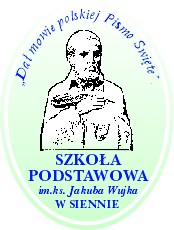 „Dał mowie polskiej Pismo Święte"
SZKOŁA
PODSTAWOWA
im.ks. Jakuba Wujka
W SIENNIE